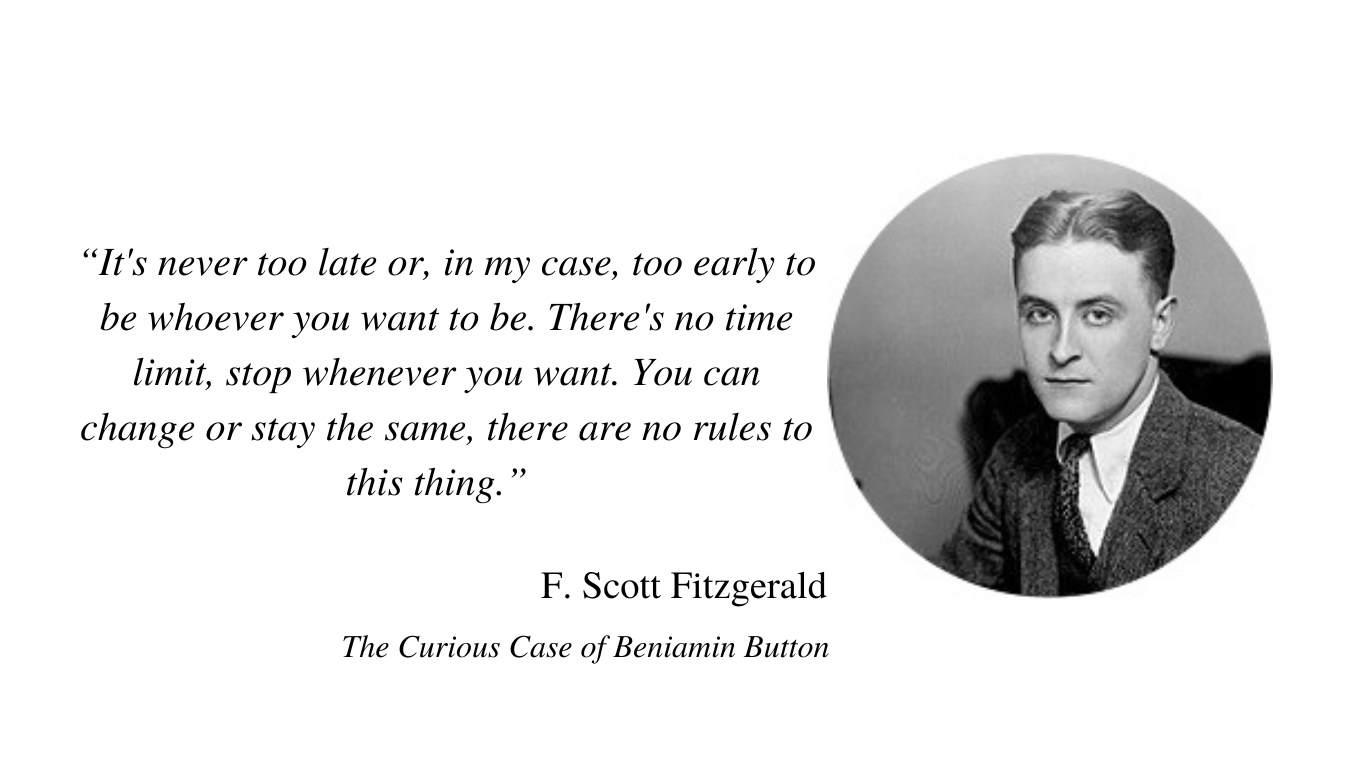 “It's never too late or, in my case, too early to
be whoever you want to be. There's no time
limit, stop whenever you want. You can
change or stay the same, there are no rules to
this thing.”
F. Scott Fitzgerald
The Curious Case of Beniamin Button